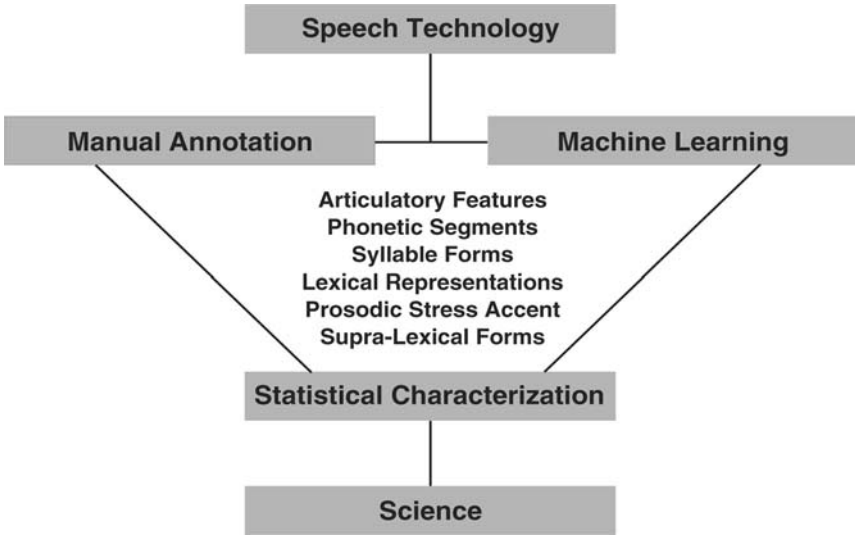 Speech Technology
Manual Annotation
Machine Learning
Articulatory Features
Phonetic Segments
Syllable Forms
Lexical Representations
Prosodic Stress Accent
Supra-Lexical Forms
Statistical Characterization
Science